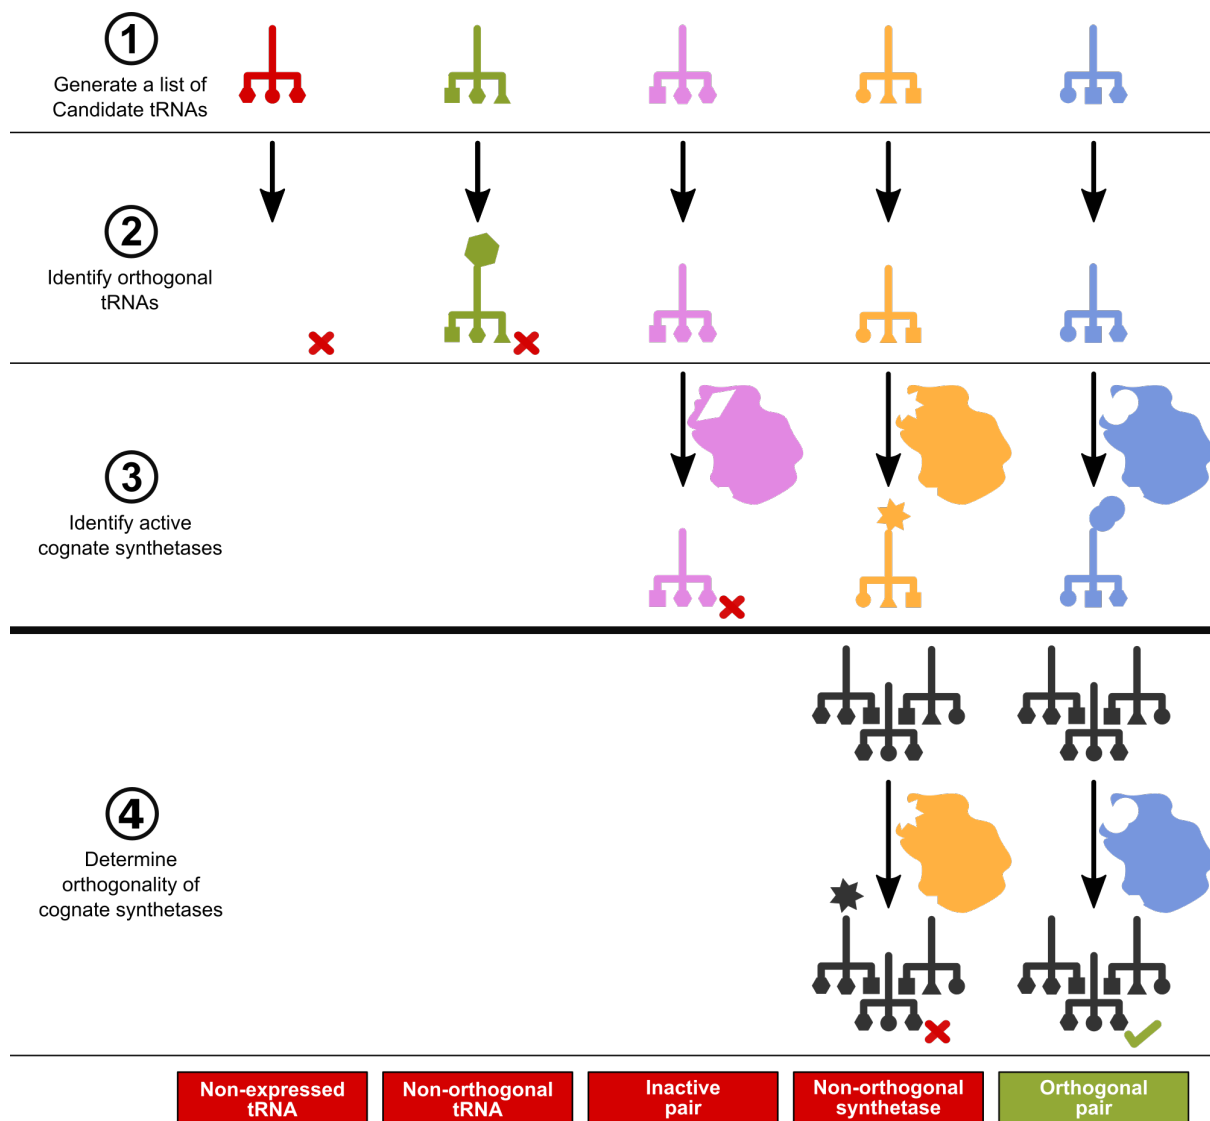 1
Generate a list of
Candidate tRNAs
2
Identify orthogonal
tRNAs
3
Identify active
cognate synthetases
4
Determine
orthogonality of
cognate synthetases
Non-expressed
tRNA
Non-orthogonal
tRNA
Inactive
pair
Non-orthogonal
synthetase
Orthogonal
pair